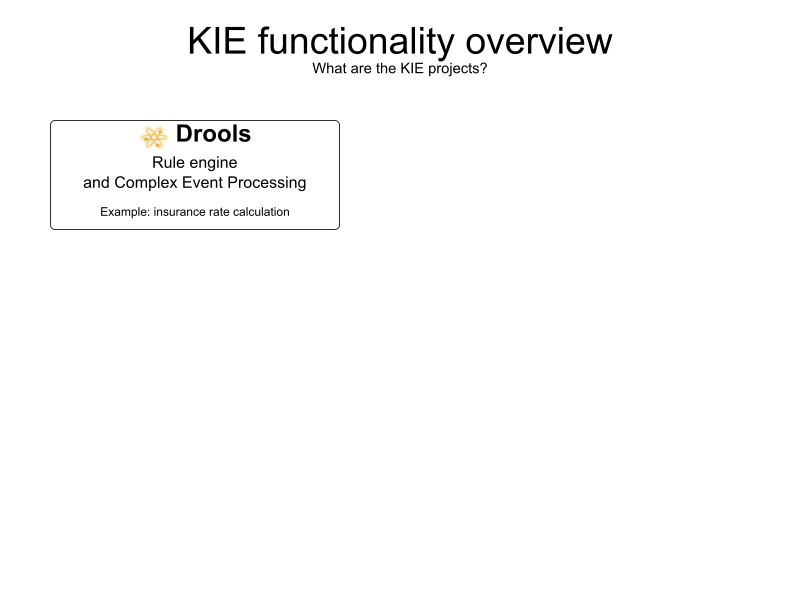 KIE functionality overview
What are the KIE projects?
Drools
Rule engine
and Complex Event Processing
Example: insurance rate calculation